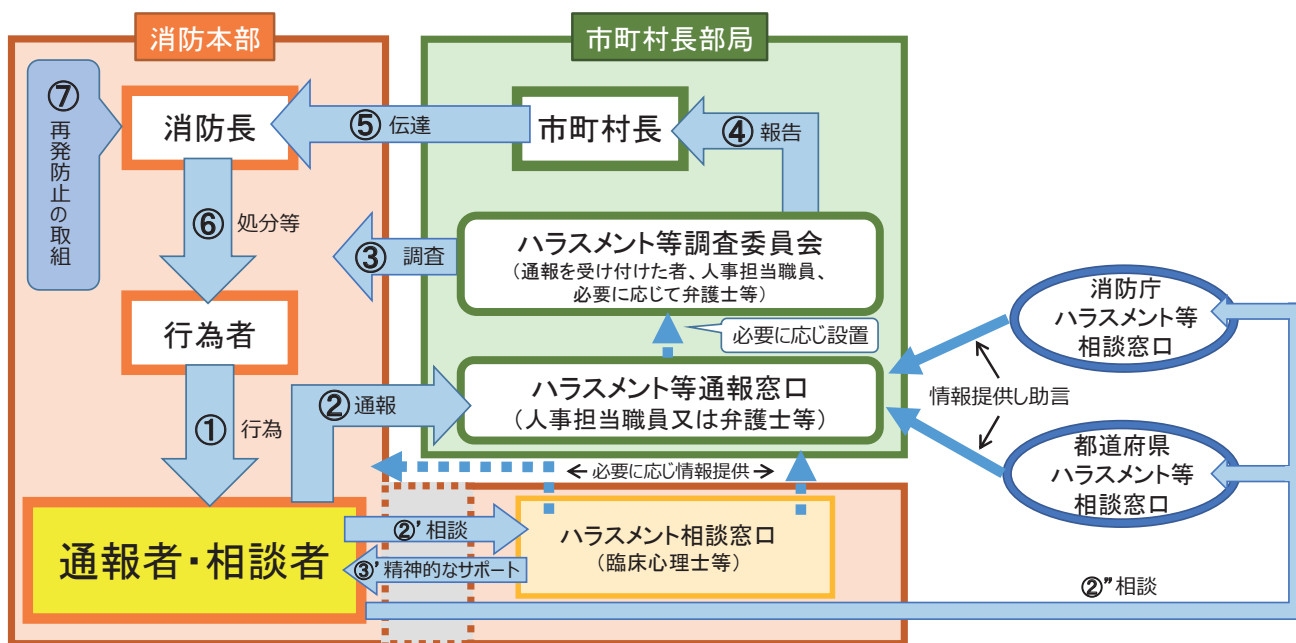 消防本部
市町村長部局
⑦
再発防止の取組
消防長
⑤ 伝達
市町村長
④ 報告
⑥ 処分等
③ 調査
ハラスメント等調査委員会
（通報を受け付けた者、人事担当職員、
必要に応じて弁護士等）
行為者
必要に応じ設置
消防庁
ハラスメント等
相談窓口
② 通報
ハラスメント等通報窓口
（人事担当職員又は弁護士等）
情報提供し助言
① 行為
都道府県
ハラスメント等
相談窓口
必要に応じ情報提供
通報者・相談者
②' 相談
③' 精神的なサポート
ハラスメント相談窓口
（臨床心理士等）
②” 相談